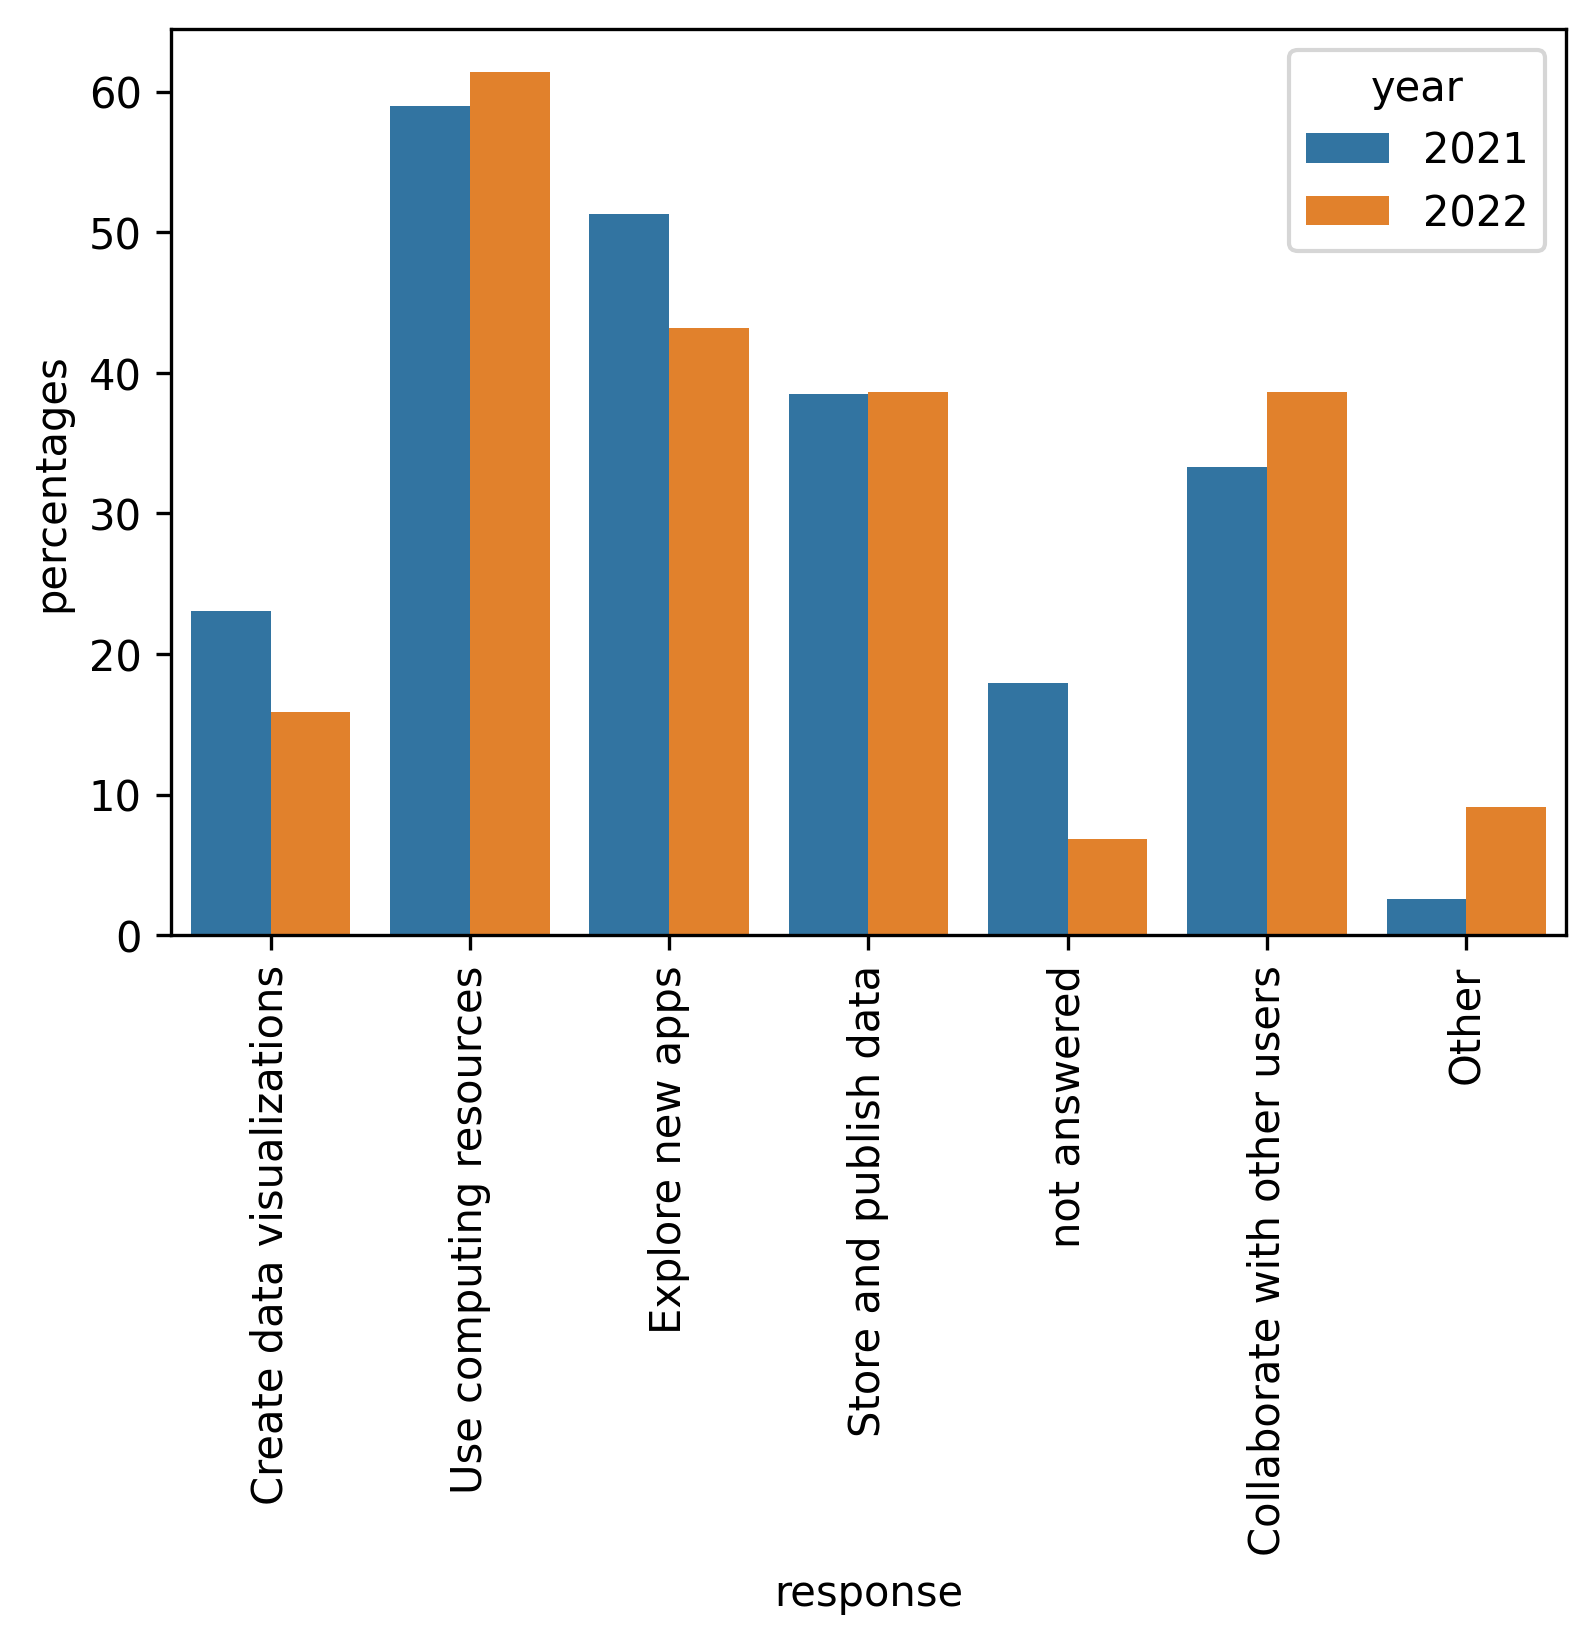 year
2021
2022
percentages
60
50
40
30
20
10
0
Create data visualizations
Use computing resources
Explore new apps
Store and publish data
not answered
Collaborate with other users
Other
response